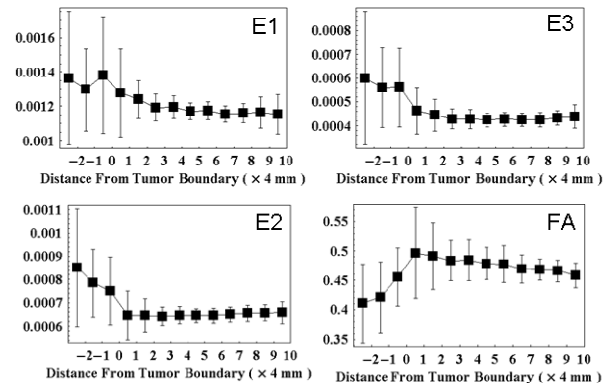 E1
0.0016
0.0014
0.0012
0.001
−2−1 0 1 2 3 4 5 6 7 8 9 10
Distance From Tumor Boundary ( × 4 mm )
E3
0.0008
0.0007
0.0006
0.0005
0.0004
−2−1 0 1 2 3 4 5 6 7 8 9 10
Distance From Tumor Boundary ( × 4 mm )
E2
0.0011
0.001
0.0009
0.0008
0.0007
0.0006
−2−1 0 1 2 3 4 5 6 7 8 9 10
Distance From Tumor Boundary ( × 4 mm )
FA
0.55
0.5
0.45
0.4
0.35
−2−1 0 1 2 3 4 5 6 7 8 9 10
Distance From Tumor Boundary ( × 4 mm )